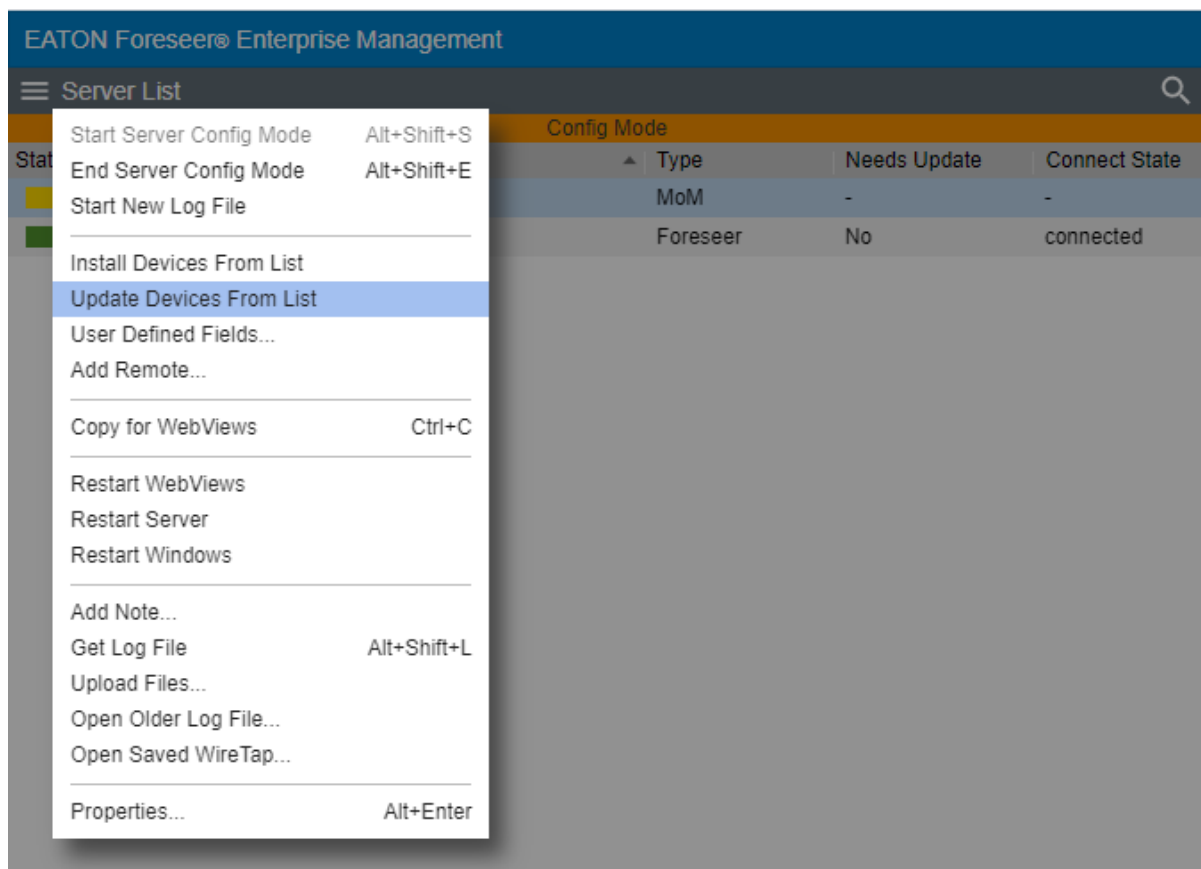 EATON Foreseer® Enterprise Management
Server List
Config Mode
Stat Type Needs Update Connect State
MoM - -
Foreseer No connected
Start Server Config Mode Alt+Shift+S
End Server Config Mode Alt+Shift+E
Start New Log File
Install Devices From List
Update Devices From List
User Defined Fields...
Add Remote...
Copy for WebViews Ctrl+C
Restart WebViews
Restart Server
Restart Windows
Add Note...
Get Log File Alt+Shift+L
Upload Files...
Open Older Log File...
Open Saved WireTap...
Properties... Alt+Enter